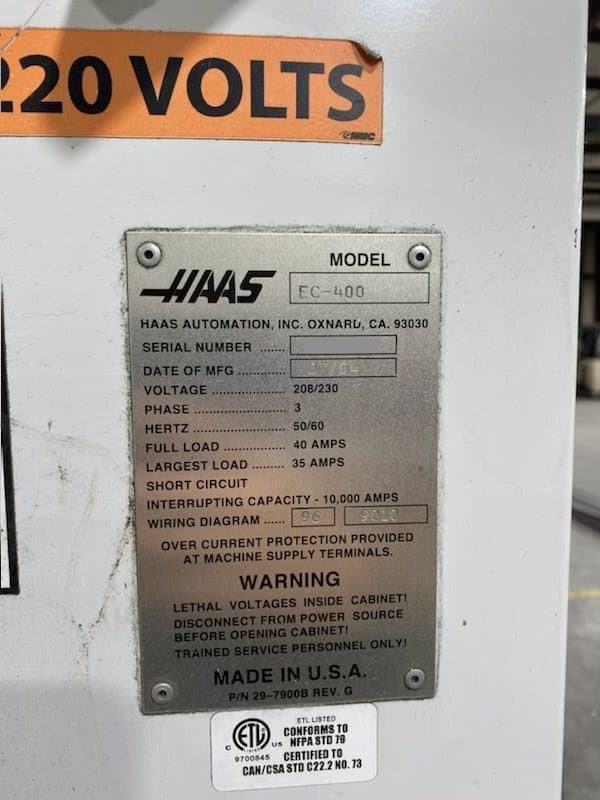 220 VOLTS
MODEL
HAAS EC-400
HAAS AUTOMATION, INC. OXNARD, CA. 93030
SERIAL NUMBER ......
DATE OF MFG ............
VOLTAGE .................. 208/230
PHASE ...................... 3
HERTZ ...................... 50/60
FULL LOAD ............... 40 AMPS
LARGEST LOAD ......... 35 AMPS
SHORT CIRCUIT
INTERRUPTING CAPACITY - 10,000 AMPS
WIRING DIAGRAM ...... 96
OVER CURRENT PROTECTION PROVIDED
AT MACHINE SUPPLY TERMINALS.
WARNING
LETHAL VOLTAGES INSIDE CABINET!
DISCONNECT FROM POWER SOURCE
BEFORE OPENING CABINET!
TRAINED SERVICE PERSONNEL ONLY!
MADE IN U.S.A.
P/N 29-7900B REV. G
ETL LISTED
CONFORMS TO
NFPA STD 79
C ETL US
9700845
CERTIFIED TO
CAN/CSA STD C22.2 NO. 73